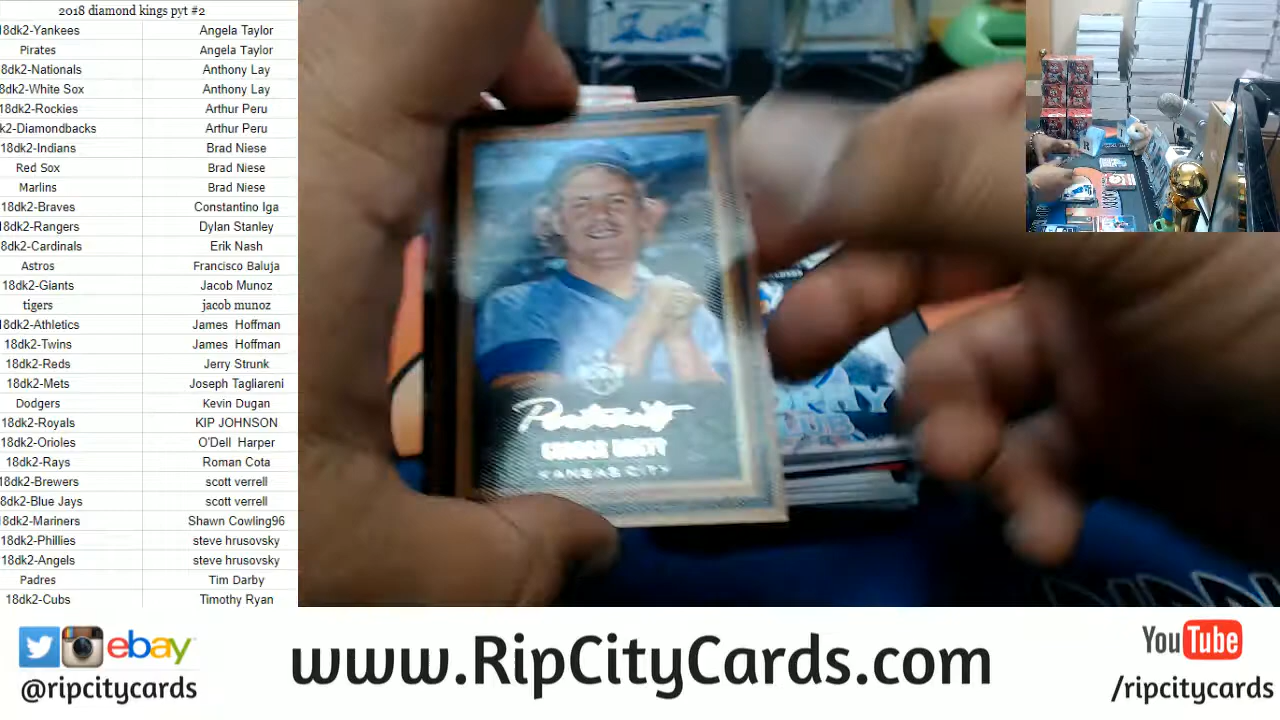 2018 diamond kings pyt #2
18dk2-Yankees Angela Taylor
Pirates Angela Taylor
8dk2-Nationals Anthony Lay
8dk2-White Sox Anthony Lay
18dk2-Rockies Arthur Peru
k2-Diamondbacks Arthur Peru
18dk2-Indians Brad Niese
Red Sox Brad Niese
Marlins Brad Niese
18dk2-Braves Constantino Iga
8dk2-Rangers Dylan Stanley
8dk2-Cardinals Erik Nash
Astros Francisco Baluja
18dk2-Giants Jacob Munoz
tigers jacob munoz
8dk2-Athletics James Hoffman
18dk2-Twins James Hoffman
18dk2-Reds Jerry Strunk
18dk2-Mets Joseph Tagliareni
Dodgers Kevin Dugan
18dk2-Royals KIP JOHNSON
18dk2-Orioles O'Dell Harper
18dk2-Rays Roman Cota
8dk2-Brewers scott verrell
8dk2-Blue Jays scott verrell
8dk2-Mariners Shawn Cowling96
18dk2-Phillies steve hrusovsky
18dk2-Angels steve hrusovsky
Padres Tim Darby
18dk2-Cubs Timothy Ryan
Portraits
GEORGE BRETT
KANSAS CITY
ebay
@ripcitycards
www.RipCityCards.com
YouTube
/ripcitycards